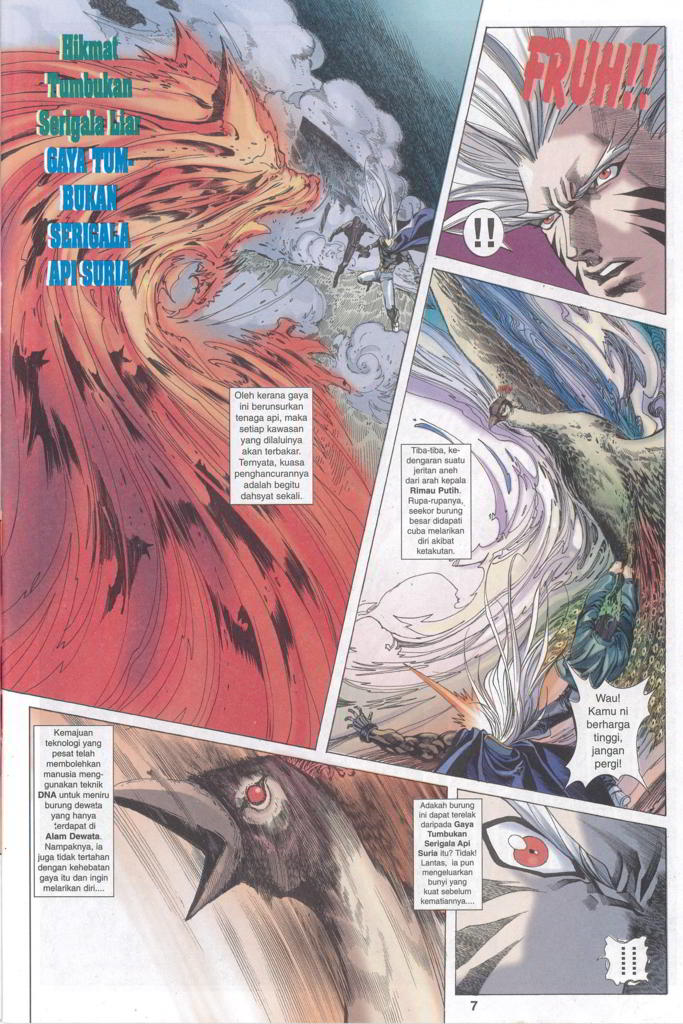 Hikmat
Tumbukan
Serigala Liar
GAYA TUM-
BUKAN
SERIGALA
API SURIA
FRUH!!
!!
Oleh kerana gaya
ini berunsurkan
tenaga api, maka
setiap kawasan
yang dilaluinya
akan terbakar.
Ternyata, kuasa
penghancurannya
adalah begitu
dahsyat sekali.
Tiba-tiba, ke-
dengaran suatu
jeritan aneh
dari arah kepala
Rimau Putih.
Rupa-rupanya,
seekor burung
besar didapati
cuba melarikan
diri akibat
ketakutan.
Wau!
Kamu ni
berharga
tinggi,
jangan
pergi!
Kemajuan
teknologi yang
pesat telah
membolehkan
manusia meng-
gunakan teknik
DNA untuk meniru
burung dewata
yang hanya
terdapat di
Alam Dewata.
Nampaknya, ia
juga tidak tertahan
dengan kehebatan
gaya itu dan ingin
melarikan diri....
Adakah burung
ini dapat terelak
daripada Gaya
Tumbukan
Serigala Api
Suria itu? Tidak!
Lantas, ia pun
mengeluarkan
bunyi yang
kuat sebelum
kematiannya....
!!
7